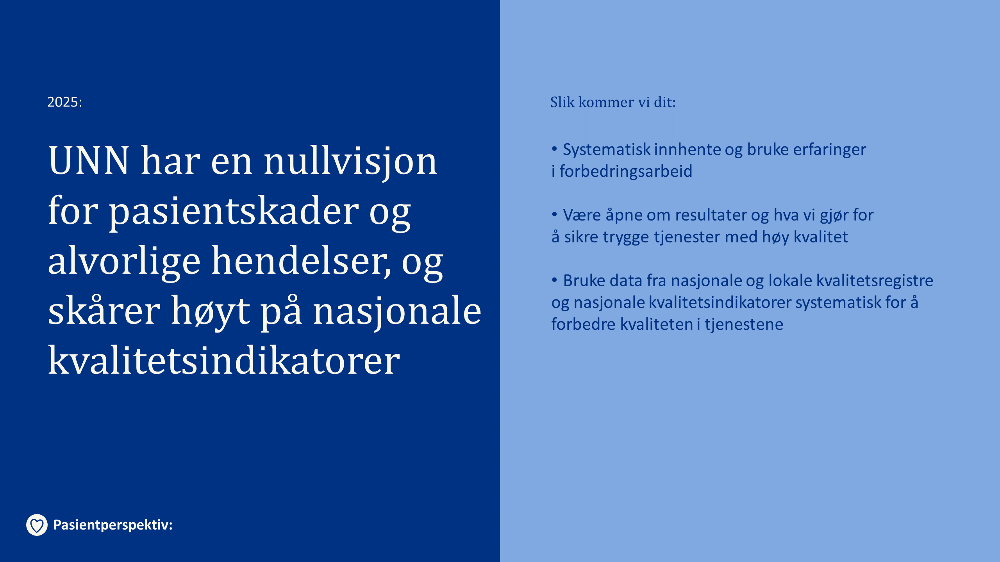 2025:
UNN har en nullvisjon
for pasientskader og
alvorlige hendelser, og
skårer høyt på nasjonale
kvalitetsindikatorer
Pasientperspektiv:
Slik kommer vi dit:
• Systematisk innhente og bruke erfaringer
i forbedringsarbeid
• Være åpne om resultater og hva vi gjør for
å sikre trygge tjenester med høy kvalitet
• Bruke data fra nasjonale og lokale kvalitetsregistre
og nasjonale kvalitetsindikatorer systematisk for å
forbedre kvaliteten i tjenestene